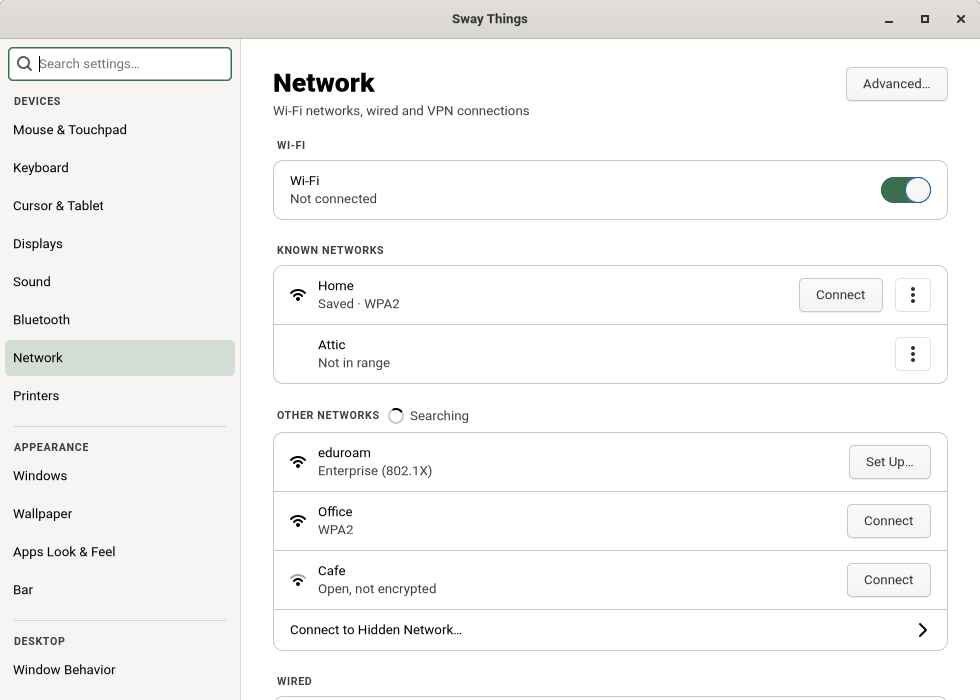 Sway Things
Search settings...
DEVICES
Mouse & Touchpad
Keyboard
Cursor & Tablet
Displays
Sound
Bluetooth
Network
Printers
APPEARANCE
Windows
Wallpaper
Apps Look & Feel
Bar
DESKTOP
Window Behavior
Network
Advanced...
Wi-Fi networks, wired and VPN connections
WI-FI
Wi-Fi
Not connected
KNOWN NETWORKS
Home
Saved · WPA2
Connect
Attic
Not in range
OTHER NETWORKS Searching
eduroam
Enterprise (802.1X)
Set Up...
Office
WPA2
Connect
Cafe
Open, not encrypted
Connect
Connect to Hidden Network...
WIRED